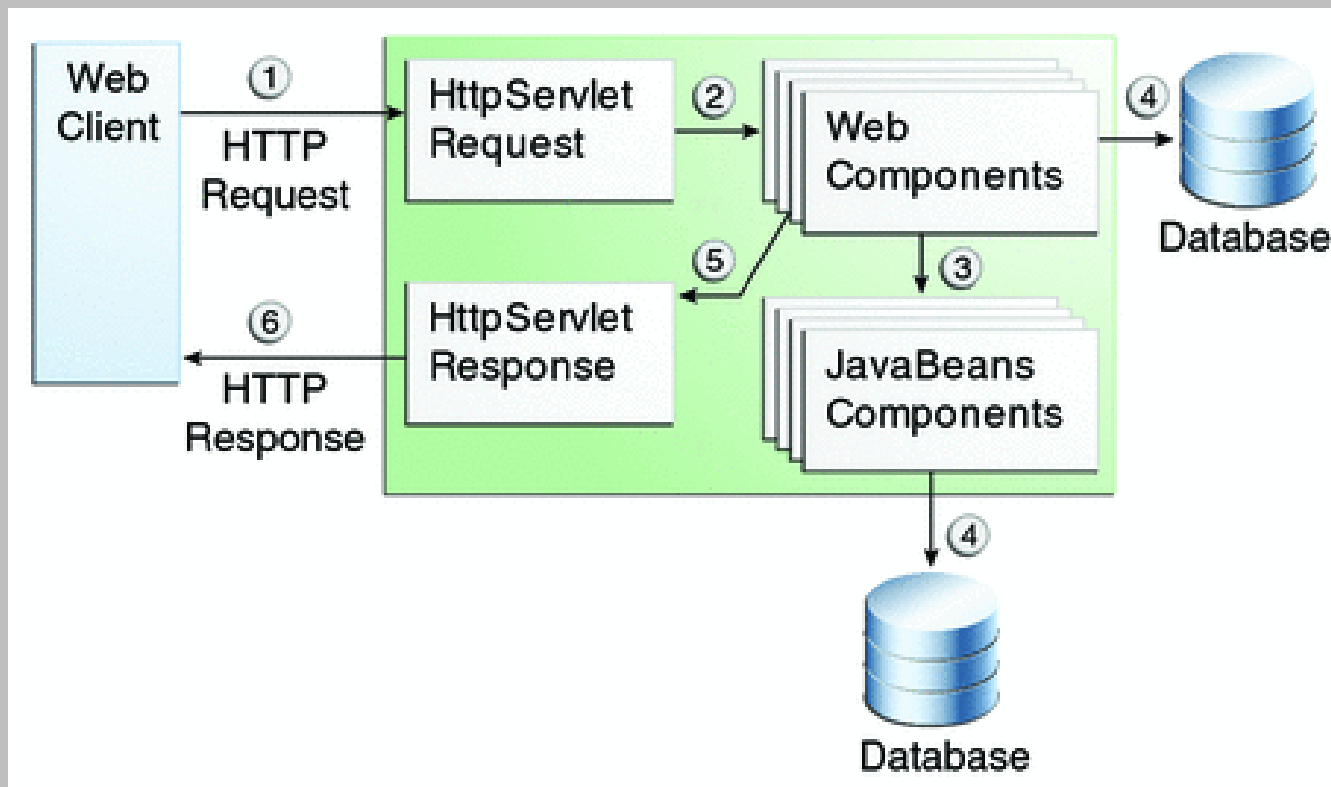 Web
Client
1
HTTP
Request
HttpServlet
Request
2
Web
Components
4
Database
3
5
HttpServlet
Response
6
HTTP
Response
JavaBeans
Components
4
Database